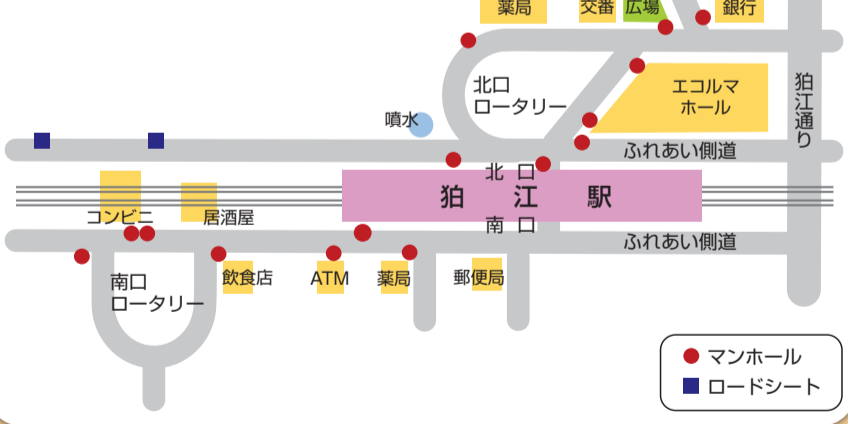 薬局
交番
広場
銀行
北口
ロータリー
エコルマ
ホール
狛江通り
噴水
ふれあい側道
北口
狛江駅
南口
コンビニ
居酒屋
ふれあい側道
南口
ロータリー
飲食店
ATM
薬局
郵便局
マンホール
ロードシート